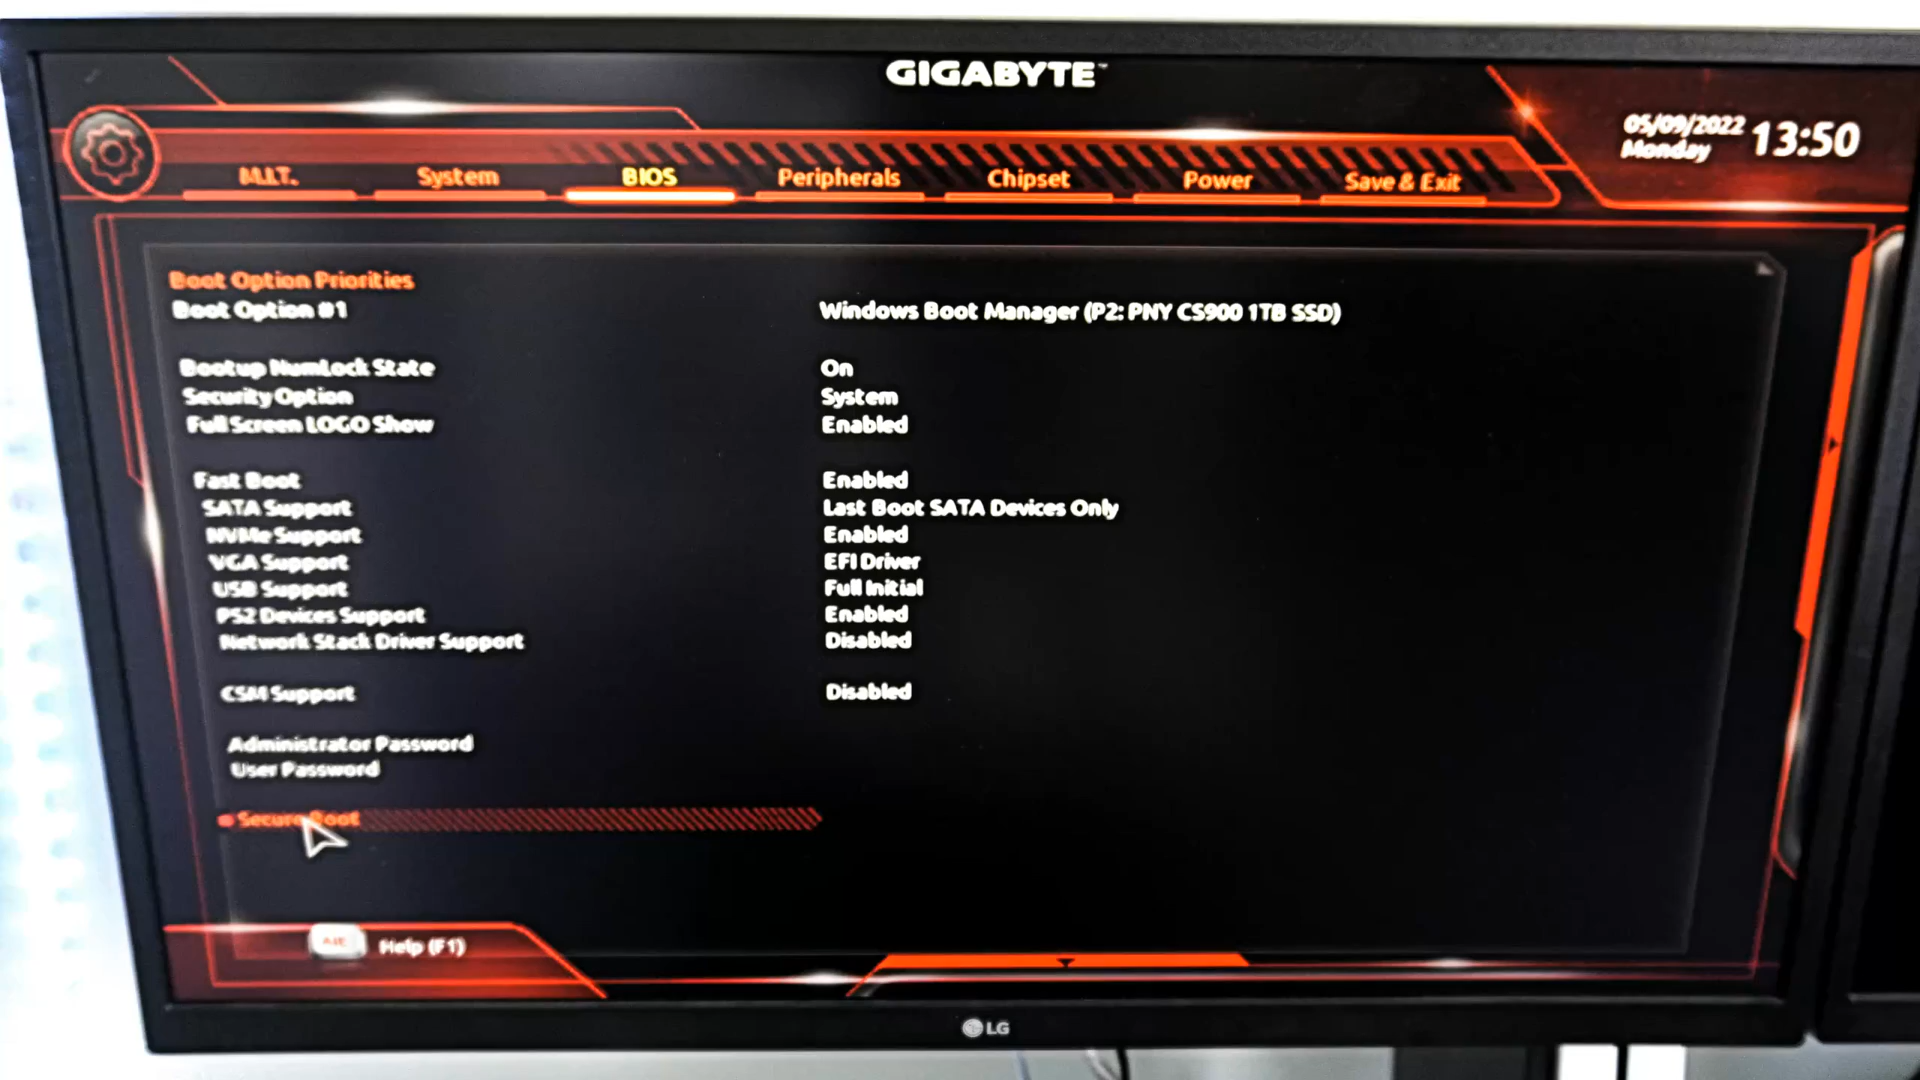 GIGABYTE™
05/09/2022
Monday
13:50
M.I.T.
System
BIOS
Peripherals
Chipset
Power
Save & Exit
Boot Option Priorities
Boot Option #1 Windows Boot Manager (P2: PNY CS900 1TB SSD)
Bootup NumLock State On
Security Option System
Full Screen LOGO Show Enabled
Fast Boot Enabled
SATA Support Last Boot SATA Devices Only
NVMe Support Enabled
VGA Support EFI Driver
USB Support Full Initial
PS2 Devices Support Enabled
Network Stack Driver Support Disabled
CSM Support Disabled
Administrator Password
User Password
Secure Boot
Help (F1)
LG